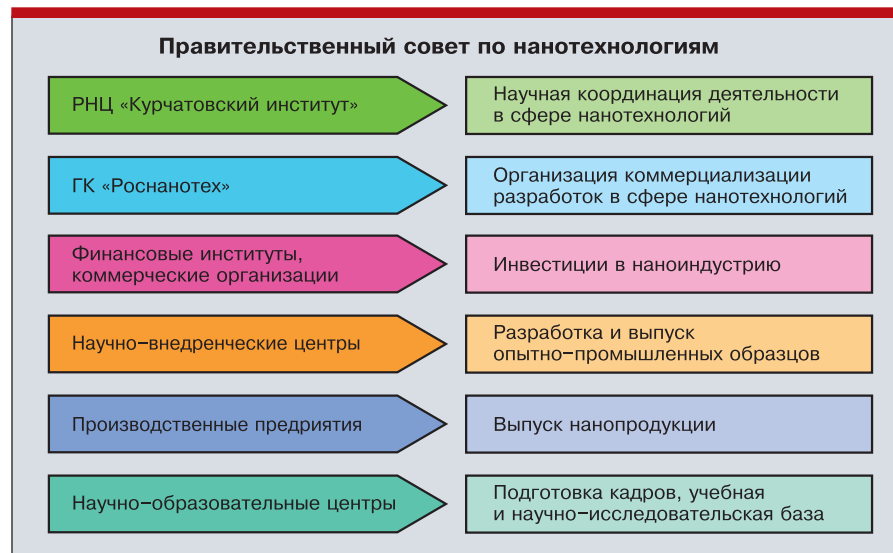 Правительственный совет по нанотехнологиям
РНЦ «Курчатовский институт»
Научная координация деятельности
в сфере нанотехнологий
ГК «Роснанотех»
Организация коммерциализации
разработок в сфере нанотехнологий
Финансовые институты,
коммерческие организации
Инвестиции в наноиндустрию
Научно–внедренческие центры
Разработка и выпуск
опытно–промышленных образцов
Производственные предриятия
Выпуск нанопродукции
Научно–образовательные центры
Подготовка кадров, учебная
и научно–исследовательская база